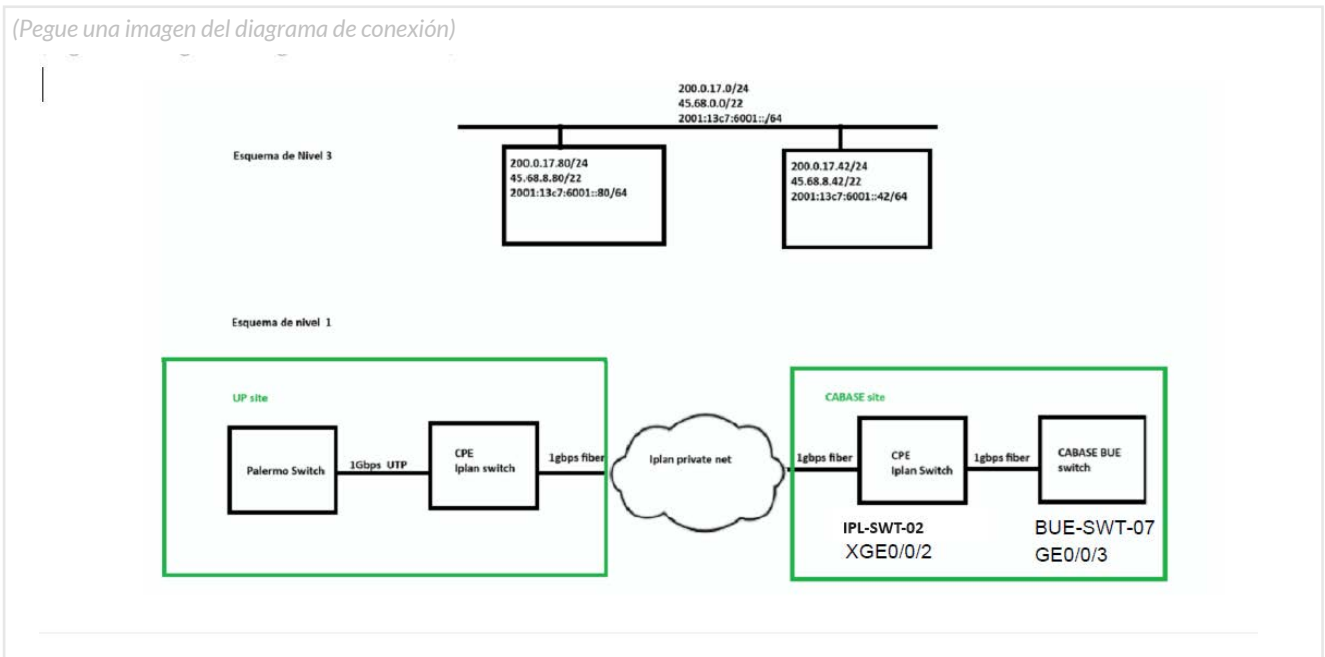 (Pegue una imagen del diagrama de conexión)
200.0.17.0/24
45.68.0.0/22
2001:13c7:6001::/64
Esquema de Nivel 3
200.0.17.80/24
45.68.8.80/22
2001:13c7:6001::80/64
200.0.17.42/24
45.68.8.42/22
2001:13c7:6001::42/64
Esquema de nivel 1
UP site
Palermo Switch
1Gbps UTP
CPE
Iplan switch
1gbps fiber
Iplan private net
CABASE site
1gbps fiber
CPE
Iplan Switch
1gbps fiber
CABASE BUE
switch
IPL-SWT-02
XGE0/0/2
BUE-SWT-07
GE0/0/3